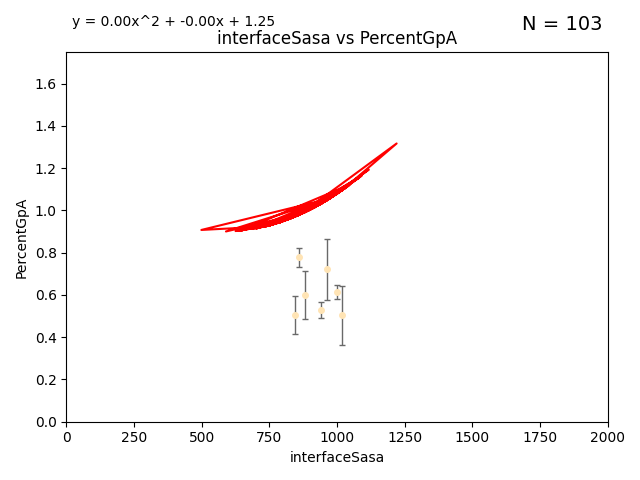 y = 0.00x^2 + -0.00x + 1.25
N = 103
interfaceSasa vs PercentGpA
1.6
1.4
1.2
1.0
0.8
0.6
0.4
0.2
0.0
PercentGpA
0 250 500 750 1000 1250 1500 1750 2000
interfaceSasa